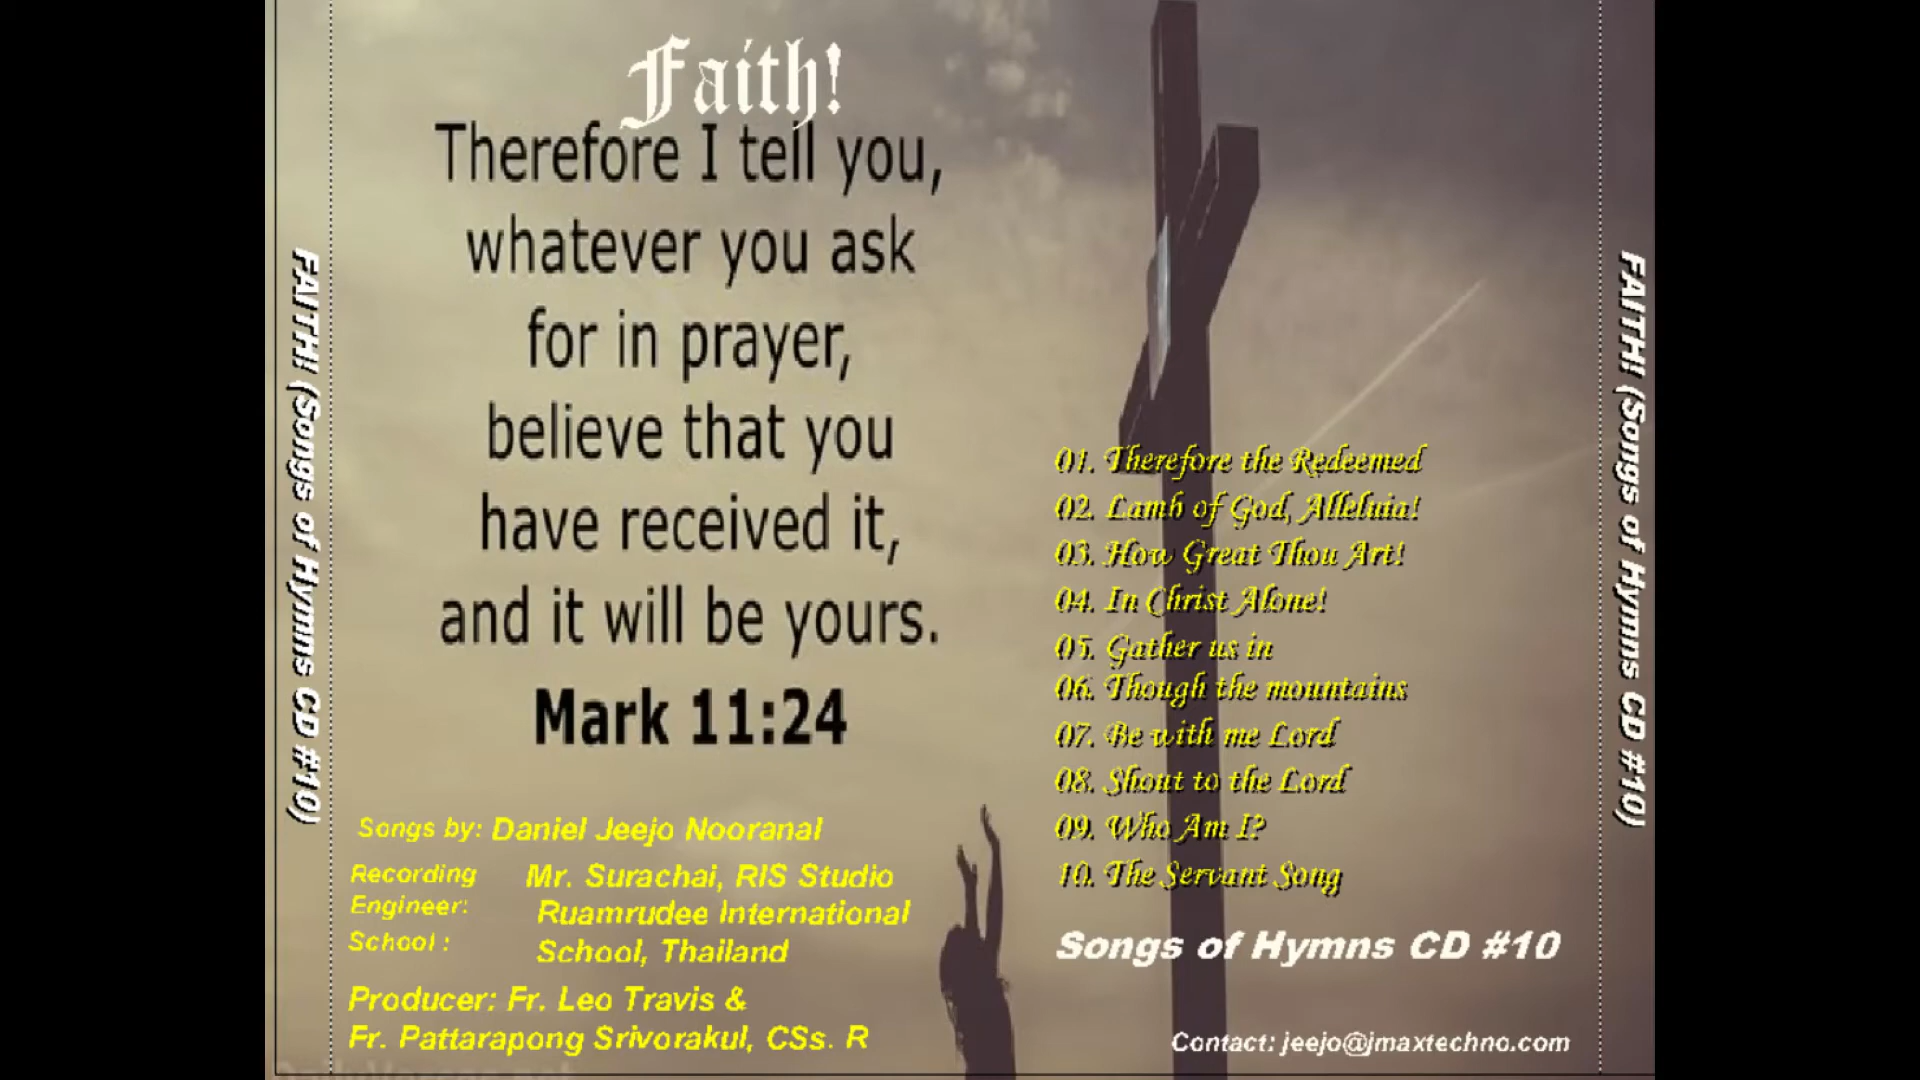 Faith!
Therefore I tell you,
whatever you ask
for in prayer,
believe that you
have received it,
and it will be yours.
Mark 11:24
Songs by: Daniel Jeejo Nooranal
Recording Engineer: Mr. Surachai, RIS Studio
School : Ruamrudee International
School, Thailand
Producer: Fr. Leo Travis &
Fr. Pattarapong Srivorakul, CSs. R
01. Therefore the Redeemed
02. Lamb of God, Alleluia!
03. How Great Thou Art!
04. In Christ Alone!
05. Gather us in
06. Though the mountains
07. Be with me Lord
08. Shout to the Lord
09. Who Am I?
10. The Servant Song
Songs of Hymns CD #10
Contact: jeejo@jmaxtechno.com
FAITH! (Songs of Hymns CD #10)
FAITH! (Songs of Hymns CD #10)